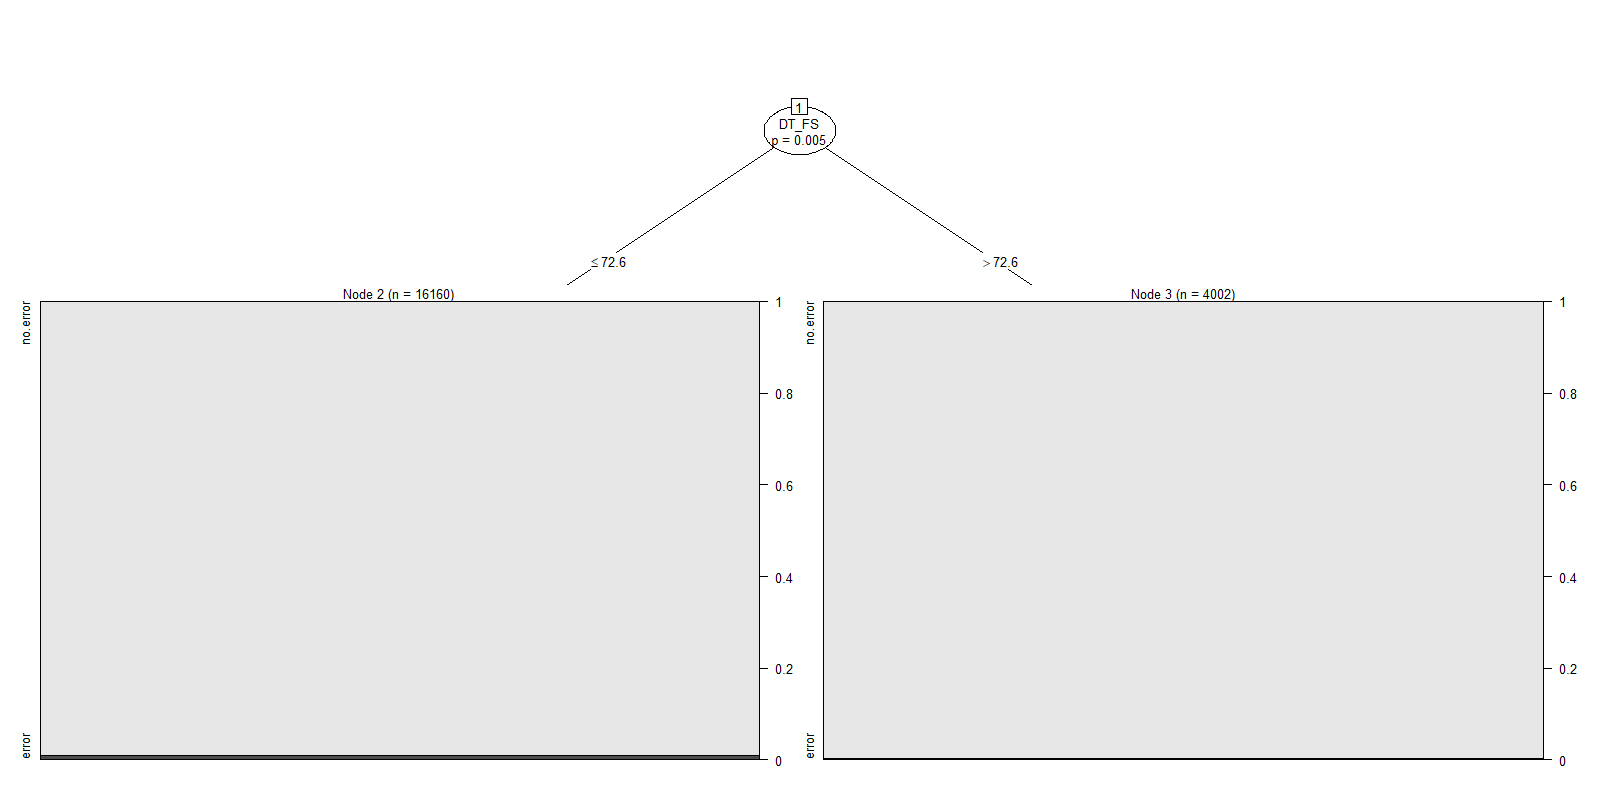 1
DT_FS
p = 0.005
≤ 72.6
> 72.6
Node 2 (n = 16160)
no.error
error
1
0.8
0.6
0.4
0.2
0
Node 3 (n = 4002)
no.error
error
1
0.8
0.6
0.4
0.2
0